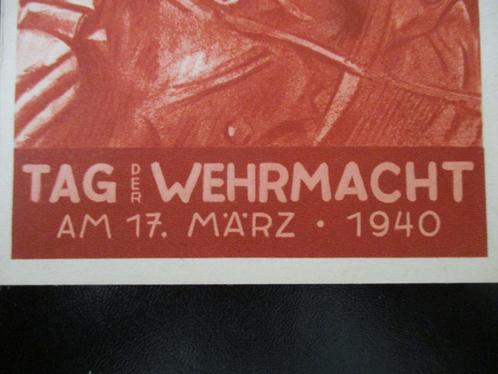 TAG DER WEHRMACHT
AM 17. MÄRZ · 1940